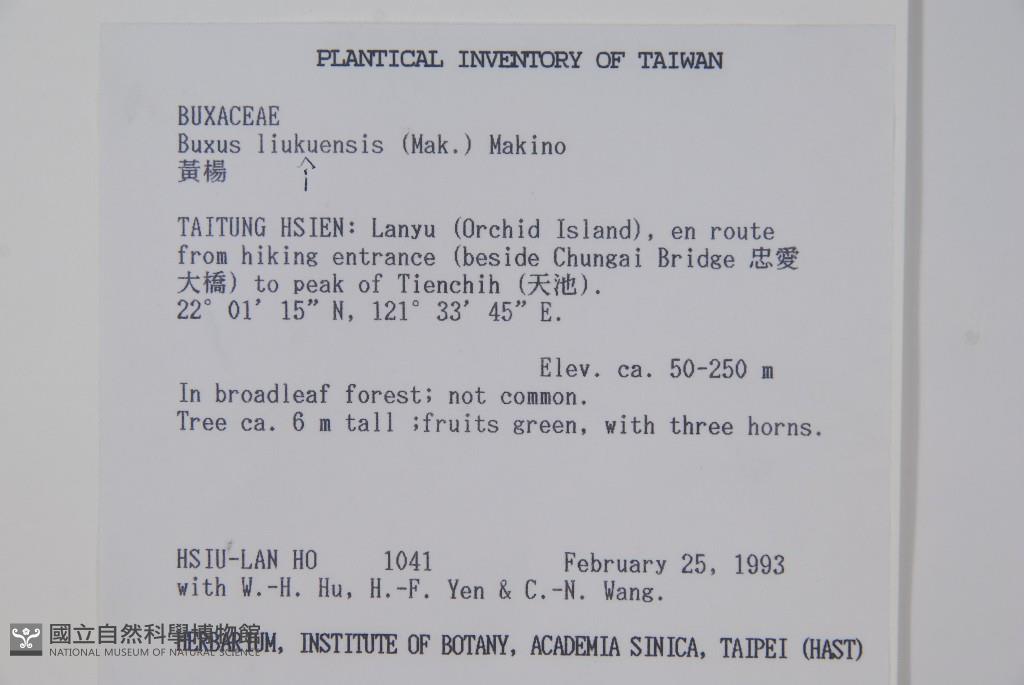 PLANTICAL INVENTORY OF TAIWAN
BUXACEAE
Buxus liukuensis (Mak.) Makino
黃楊
i
TAITUNG HSIEN: Lanyu (Orchid Island), en route
from hiking entrance (beside Chungai Bridge 忠愛
大橋) to peak of Tienchih (天池).
22° 01′ 15″ N, 121° 33′ 45″ E.
Elev. ca. 50-250 m
In broadleaf forest; not common.
Tree ca. 6 m tall ;fruits green, with three horns.
HSIU-LAN HO 1041 February 25, 1993
with W.-H. Hu, H.-F. Yen & C.-N. Wang.
HERBARIUM, INSTITUTE OF BOTANY, ACADEMIA SINICA, TAIPEI (HAST)
國立自然科學博物館
NATIONAL MUSEUM OF NATURAL SCIENCE